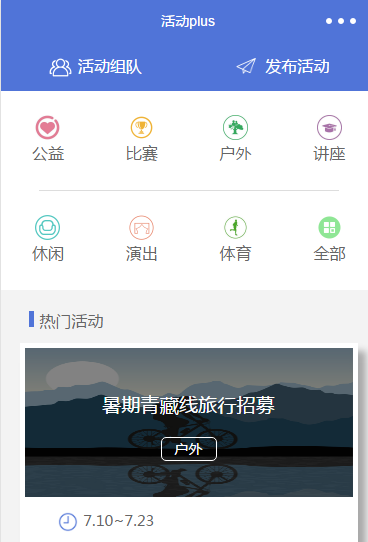 活动plus
活动组队 发布活动
公益 比赛 户外 讲座
休闲 演出 体育 全部
热门活动
暑期青藏线旅行招募
户外
7.10~7.23